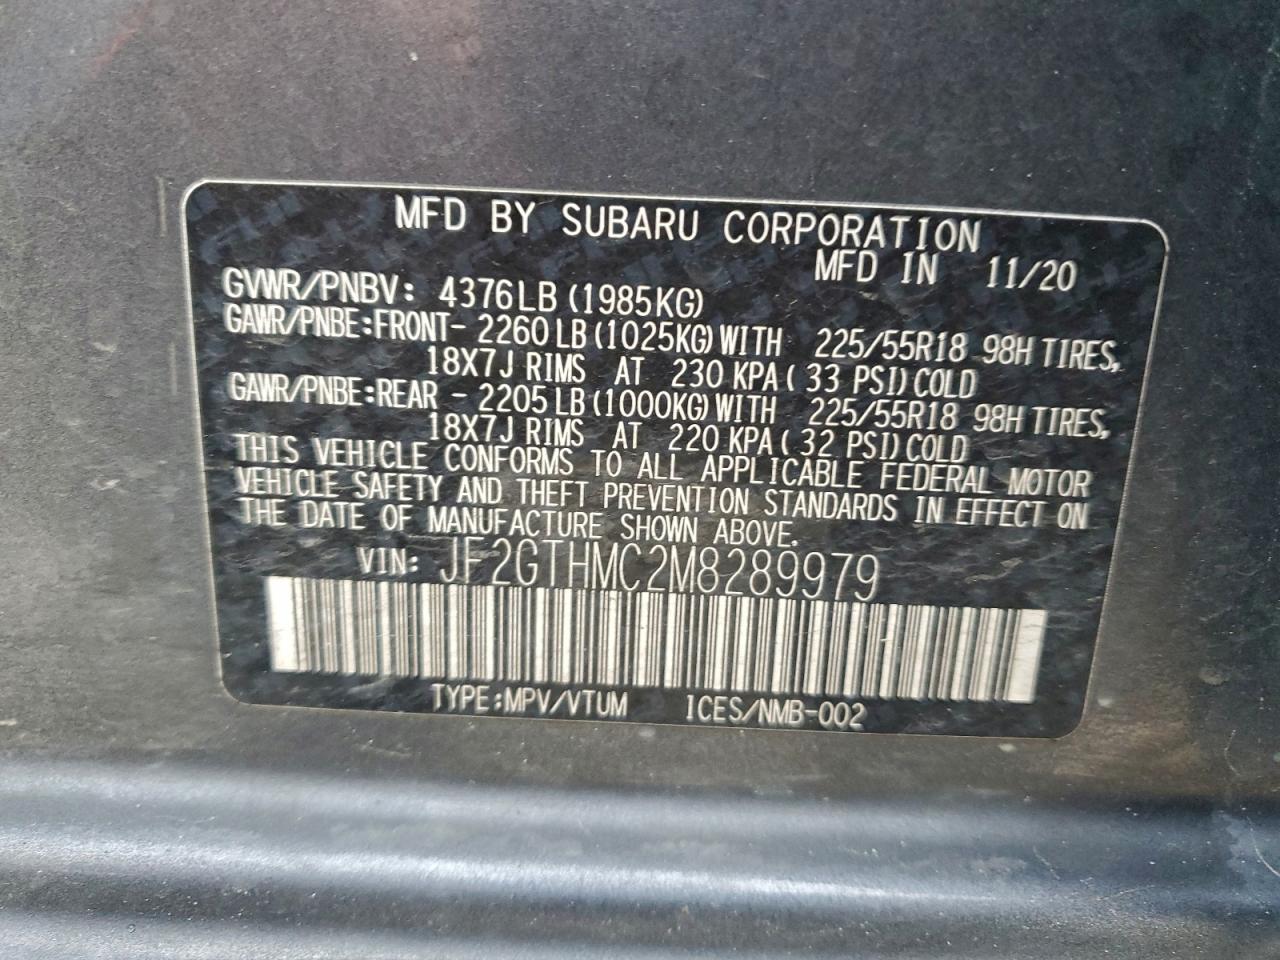 MFD BY SUBARU CORPORATION
MFD IN 11/20
GVWR/PNBV: 4376LB (1985KG)
GAWR/PNBE:FRONT- 2260 LB (1025KG) WITH 225/55R18 98H TIRES,
18X7J RIMS AT 230 KPA ( 33 PSI) COLD
GAWR/PNBE:REAR - 2205 LB (1000KG) WITH 225/55R18 98H TIRES,
18X7J RIMS AT 220 KPA ( 32 PSI) COLD
THIS VEHICLE CONFORMS TO ALL APPLICABLE FEDERAL MOTOR
VEHICLE SAFETY AND THEFT PREVENTION STANDARDS IN EFFECT ON
THE DATE OF MANUFACTURE SHOWN ABOVE.
VIN: JF2GTHMC2M8289979
TYPE:MPV/VTUM ICES/NMB-002